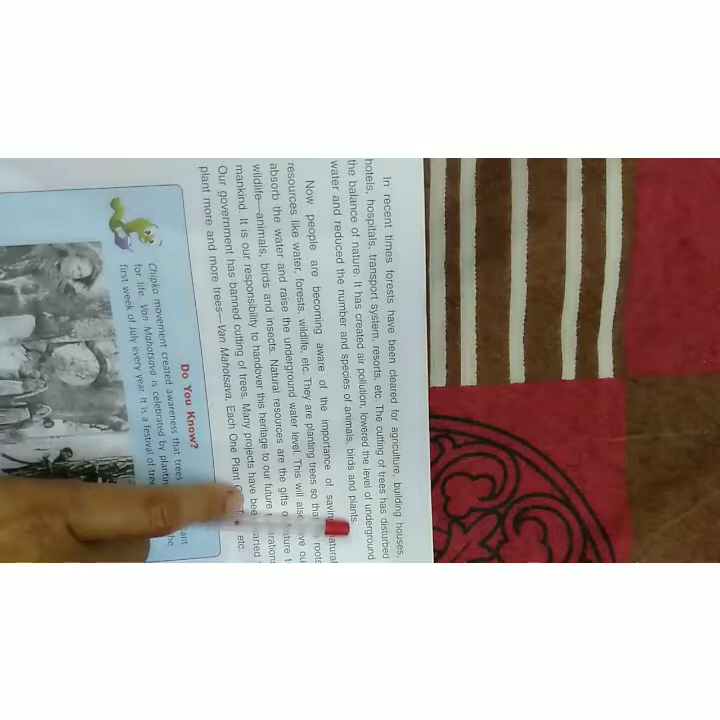 In recent times forests have been cleared for agriculture, building houses,
hotels, hospitals, transport system, resorts, etc. The cutting of trees has disturbed
the balance of nature. It has created air pollution, lowered the level of underground
water and reduced the number and species of animals, birds and plants.
Now people are becoming aware of the importance of natural
resources like water, forests, wildlife, etc. They are planting trees so roots
absorb the water and raise the underground water level. This will
wildlife—animals, birds and insects. Natural resources are the gifts
mankind. It is our responsibility to handover this heritage to our future
Our government has banned cutting of trees. Many projects have
plant more and more trees—Van Mahotsava, Each One Plant etc.
Do You Know?
Chipko movement created awareness that trees
for life. Van Mahotsava is celebrated by the
first week of July every year. It is a festival of